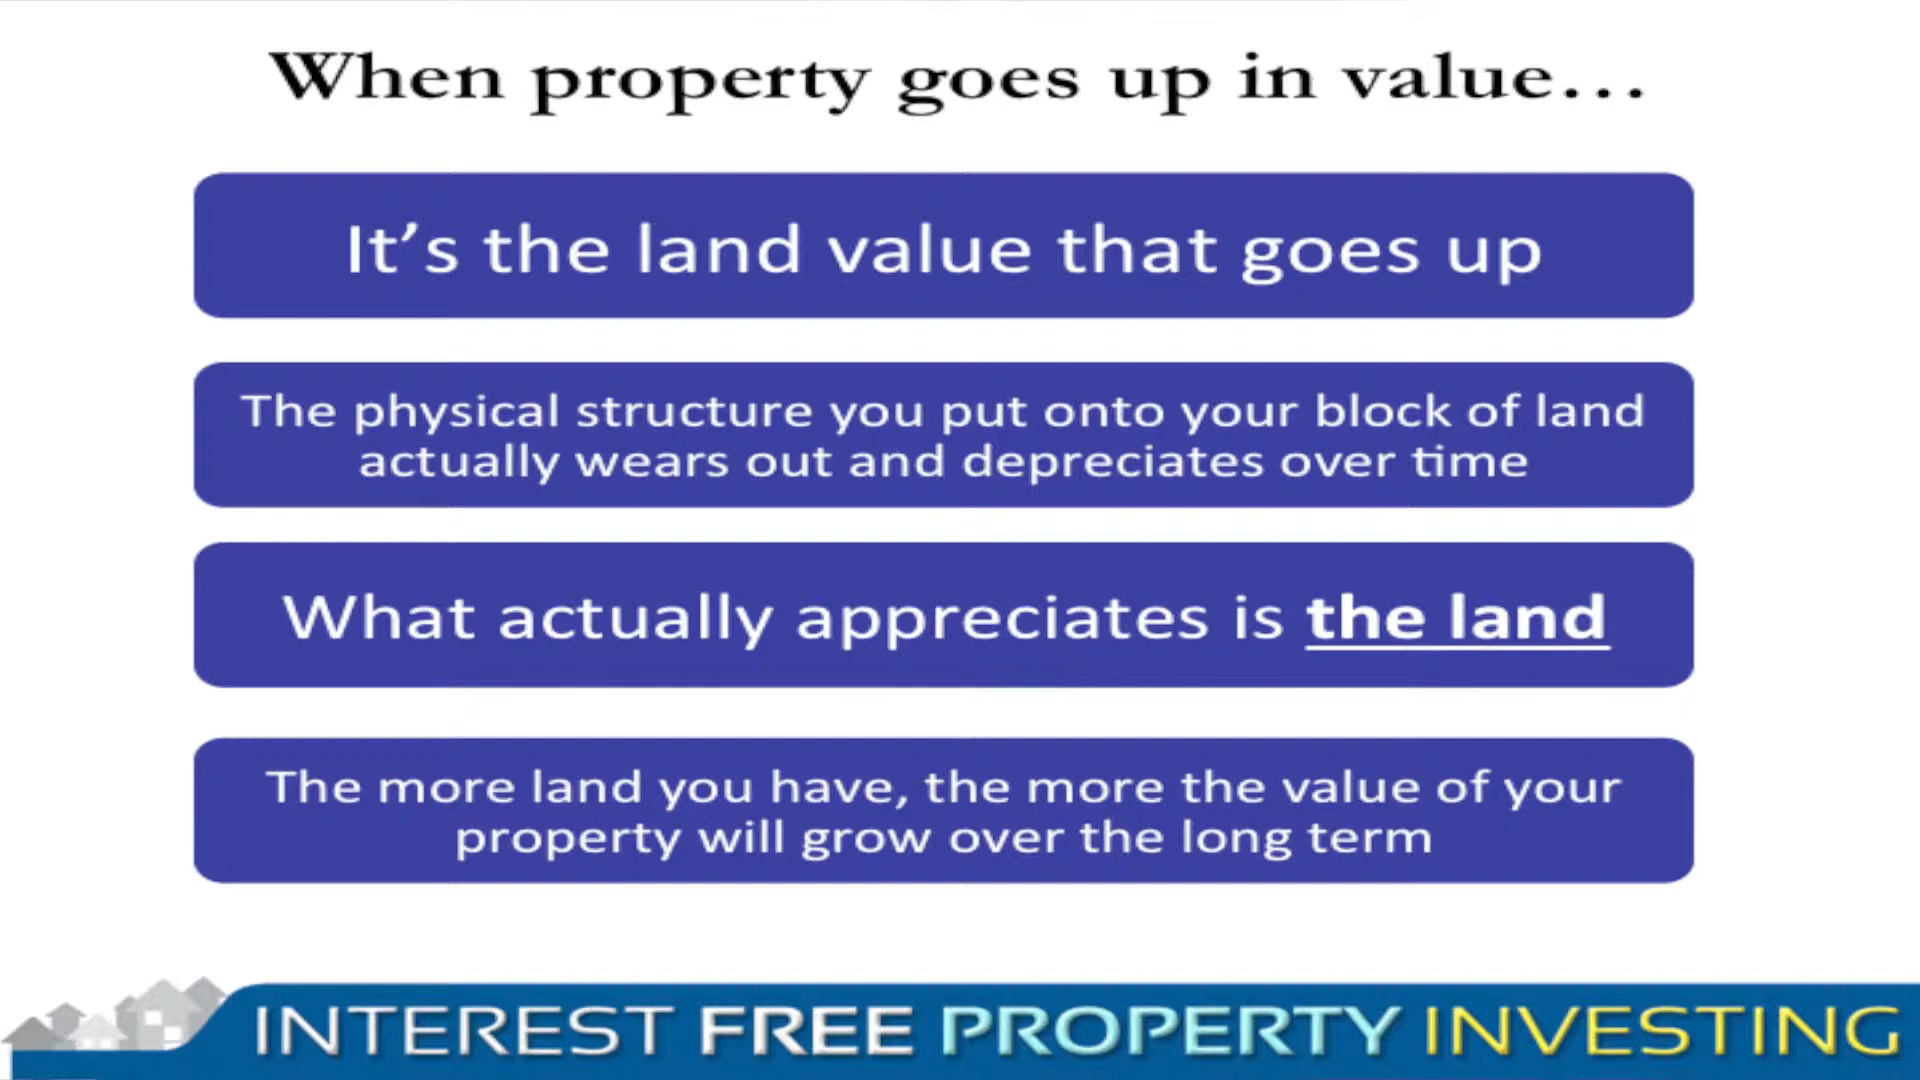 When property goes up in value...
It’s the land value that goes up
The physical structure you put onto your block of land
actually wears out and depreciates over time
What actually appreciates is the land
The more land you have, the more the value of your
property will grow over the long term
INTEREST FREE PROPERTY INVESTING